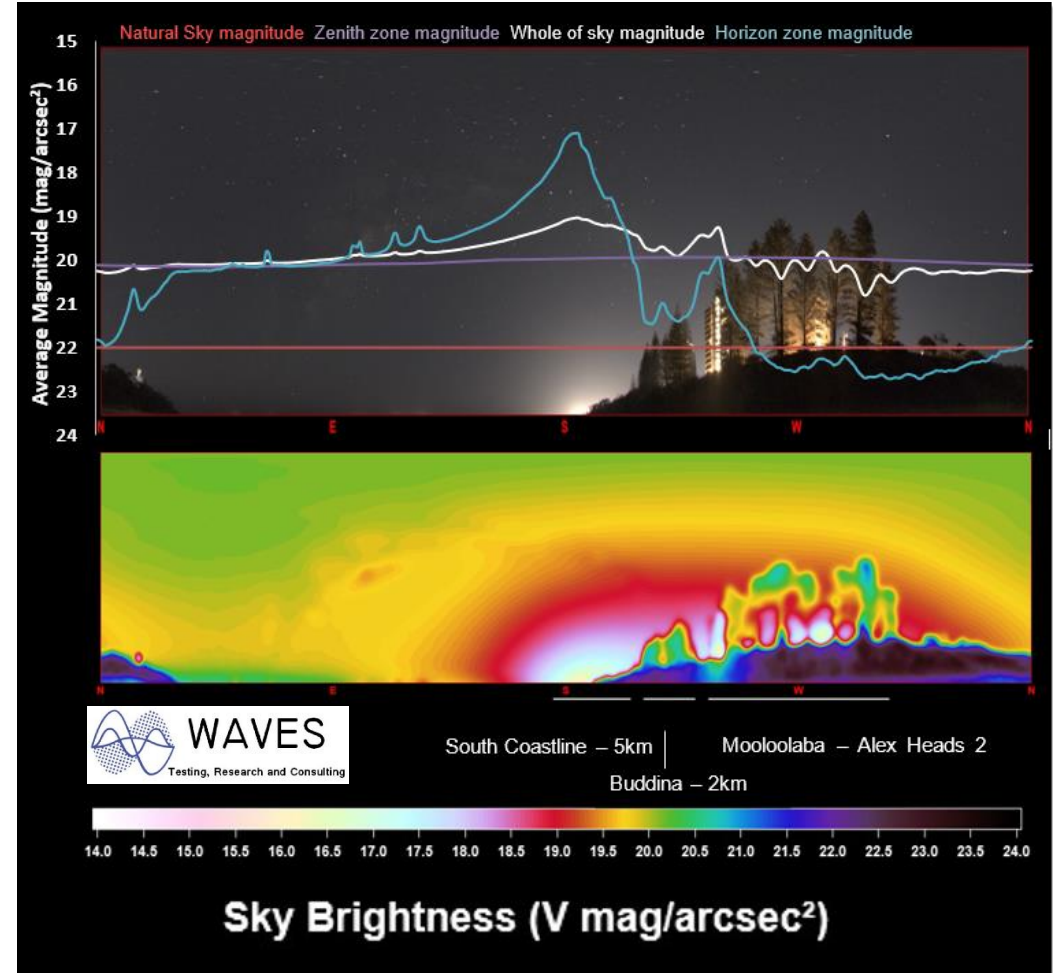 Natural Sky magnitude Zenith zone magnitude Whole of sky magnitude Horizon zone magnitude
Average Magnitude (mag/arcsec²)
15
16
17
18
19
20
21
22
23
24
N E S W N
N E S W N
WAVES
Testing, Research and Consulting
South Coastline – 5km
Mooloolaba – Alex Heads 2
Buddina – 2km
14.0 14.5 15.0 15.5 16.0 16.5 17.0 17.5 18.0 18.5 19.0 19.5 20.0 20.5 21.0 21.5 22.0 22.5 23.0 23.5 24.0
Sky Brightness (V mag/arcsec²)